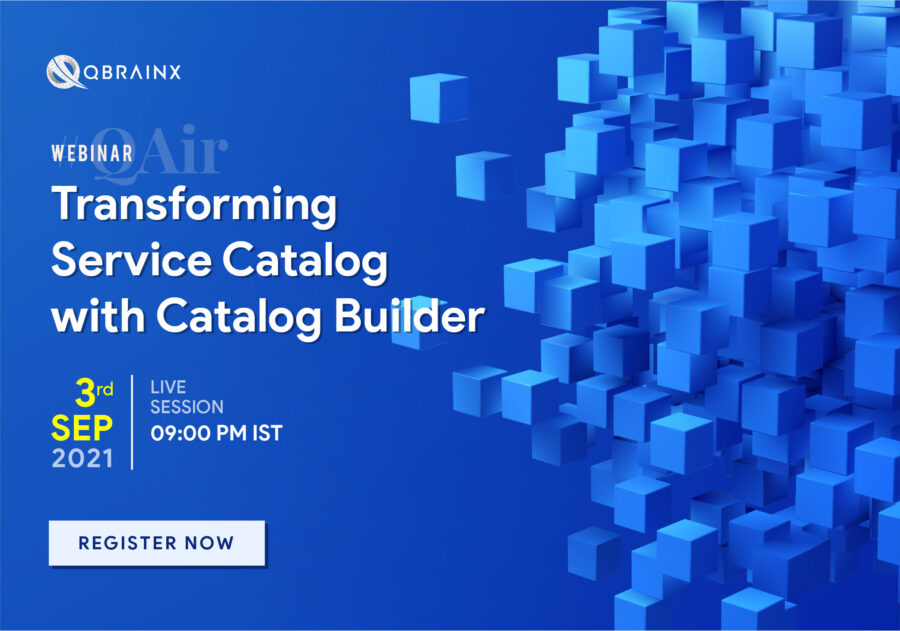 QBRAINX
#QAir
WEBINAR
Transforming
Service Catalog
with Catalog Builder
3rd
SEP
2021
LIVE
SESSION
09:00 PM IST
REGISTER NOW